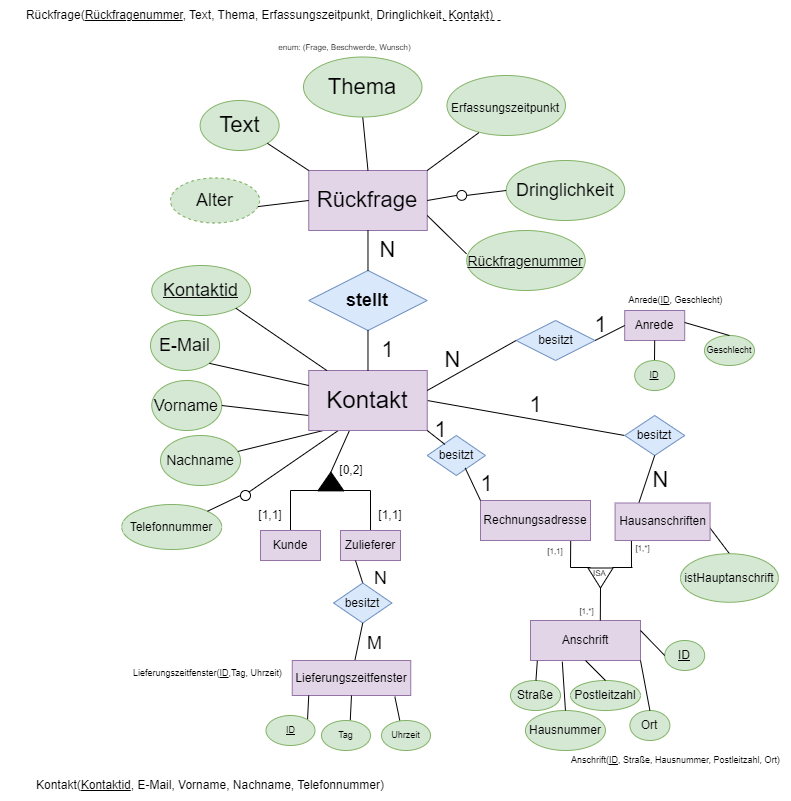 Rückfrage(Rückfragenummer, Text, Thema, Erfassungszeitpunkt, Dringlichkeit, Kontakt)
enum: (Frage, Beschwerde, Wunsch)
Thema
Erfassungszeitpunkt
Text
Alter
Rückfrage
Dringlichkeit
Rückfragenummer
N
Kontaktid
stellt
Anrede(ID, Geschlecht)
1
Anrede
besitzt
E-Mail
1
N
Geschlecht
ID
Kontakt
Vorname
1
1
besitzt
Nachname
besitzt
[0,2]
1
N
Telefonnummer
[1,1]
[1,1]
Rechnungsadresse
Hausanschriften
Kunde
Zulieferer
[1,1]
[1,*]
ISA
istHauptanschrift
N
besitzt
[1,*]
M
Anschrift
ID
Lieferungszeitfenster(ID,Tag, Uhrzeit)
Lieferungszeitfenster
Straße
Postleitzahl
ID
Tag
Uhrzeit
Hausnummer
Ort
Anschrift(ID, Straße, Hausnummer, Postleitzahl, Ort)
Kontakt(Kontaktid, E-Mail, Vorname, Nachname, Telefonnummer)